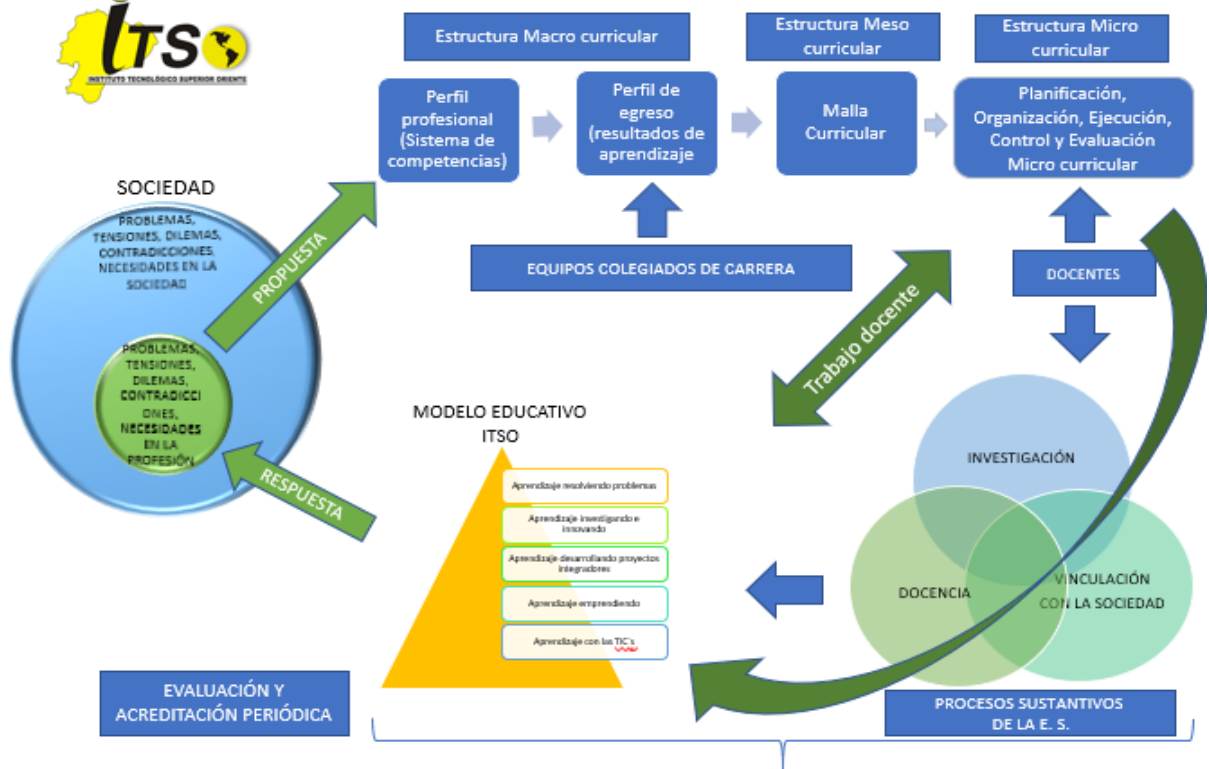 iTSO
INSTITUTO TECNOLÓGICO SUPERIOR ORIENTE
Estructura Macro curricular
Estructura Meso
curricular
Estructura Micro
curricular
Perfil
profesional
(Sistema de
competencias)
Perfil de
egreso
(resultados de
aprendizaje
Malla
Curricular
Planificación,
Organización, Ejecución,
Control y Evaluación
Micro curricular
SOCIEDAD
PROBLEMAS,
TENSIONES, DILEMAS,
CONTRADICCIONES,
NECESIDADES EN LA
SOCIEDAD
PROPUESTA
EQUIPOS COLEGIADOS DE CARRERA
DOCENTES
Trabajo docente
PROBLEMAS,
TENSIONES,
DILEMAS,
CONTRADICCI
ONES,
NECESIDADES
EN LA
PROFESIÓN
RESPUESTA
MODELO EDUCATIVO
ITSO
Aprendizaje resolviendo problemas
Aprendizaje investigando e
innovando
Aprendizaje desarrollando proyectos
integradores
Aprendizaje emprendiendo
Aprendizaje con las TIC's
INVESTIGACIÓN
DOCENCIA
VINCULACIÓN
CON LA SOCIEDAD
EVALUACIÓN Y
ACREDITACIÓN PERIÓDICA
PROCESOS SUSTANTIVOS
DE LA E. S.